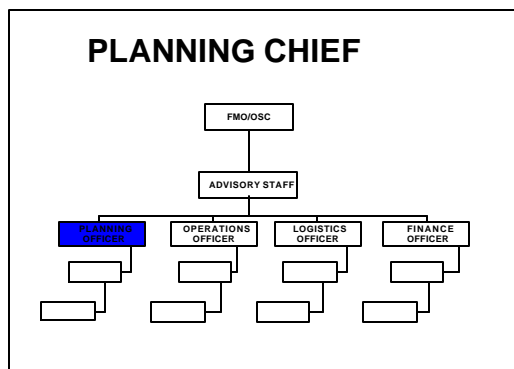 PLANNING CHIEF
FMO/OSC
ADVISORY STAFF
PLANNING
OFFICER
OPERATIONS
OFFICER
LOGISTICS
OFFICER
FINANCE
OFFICER